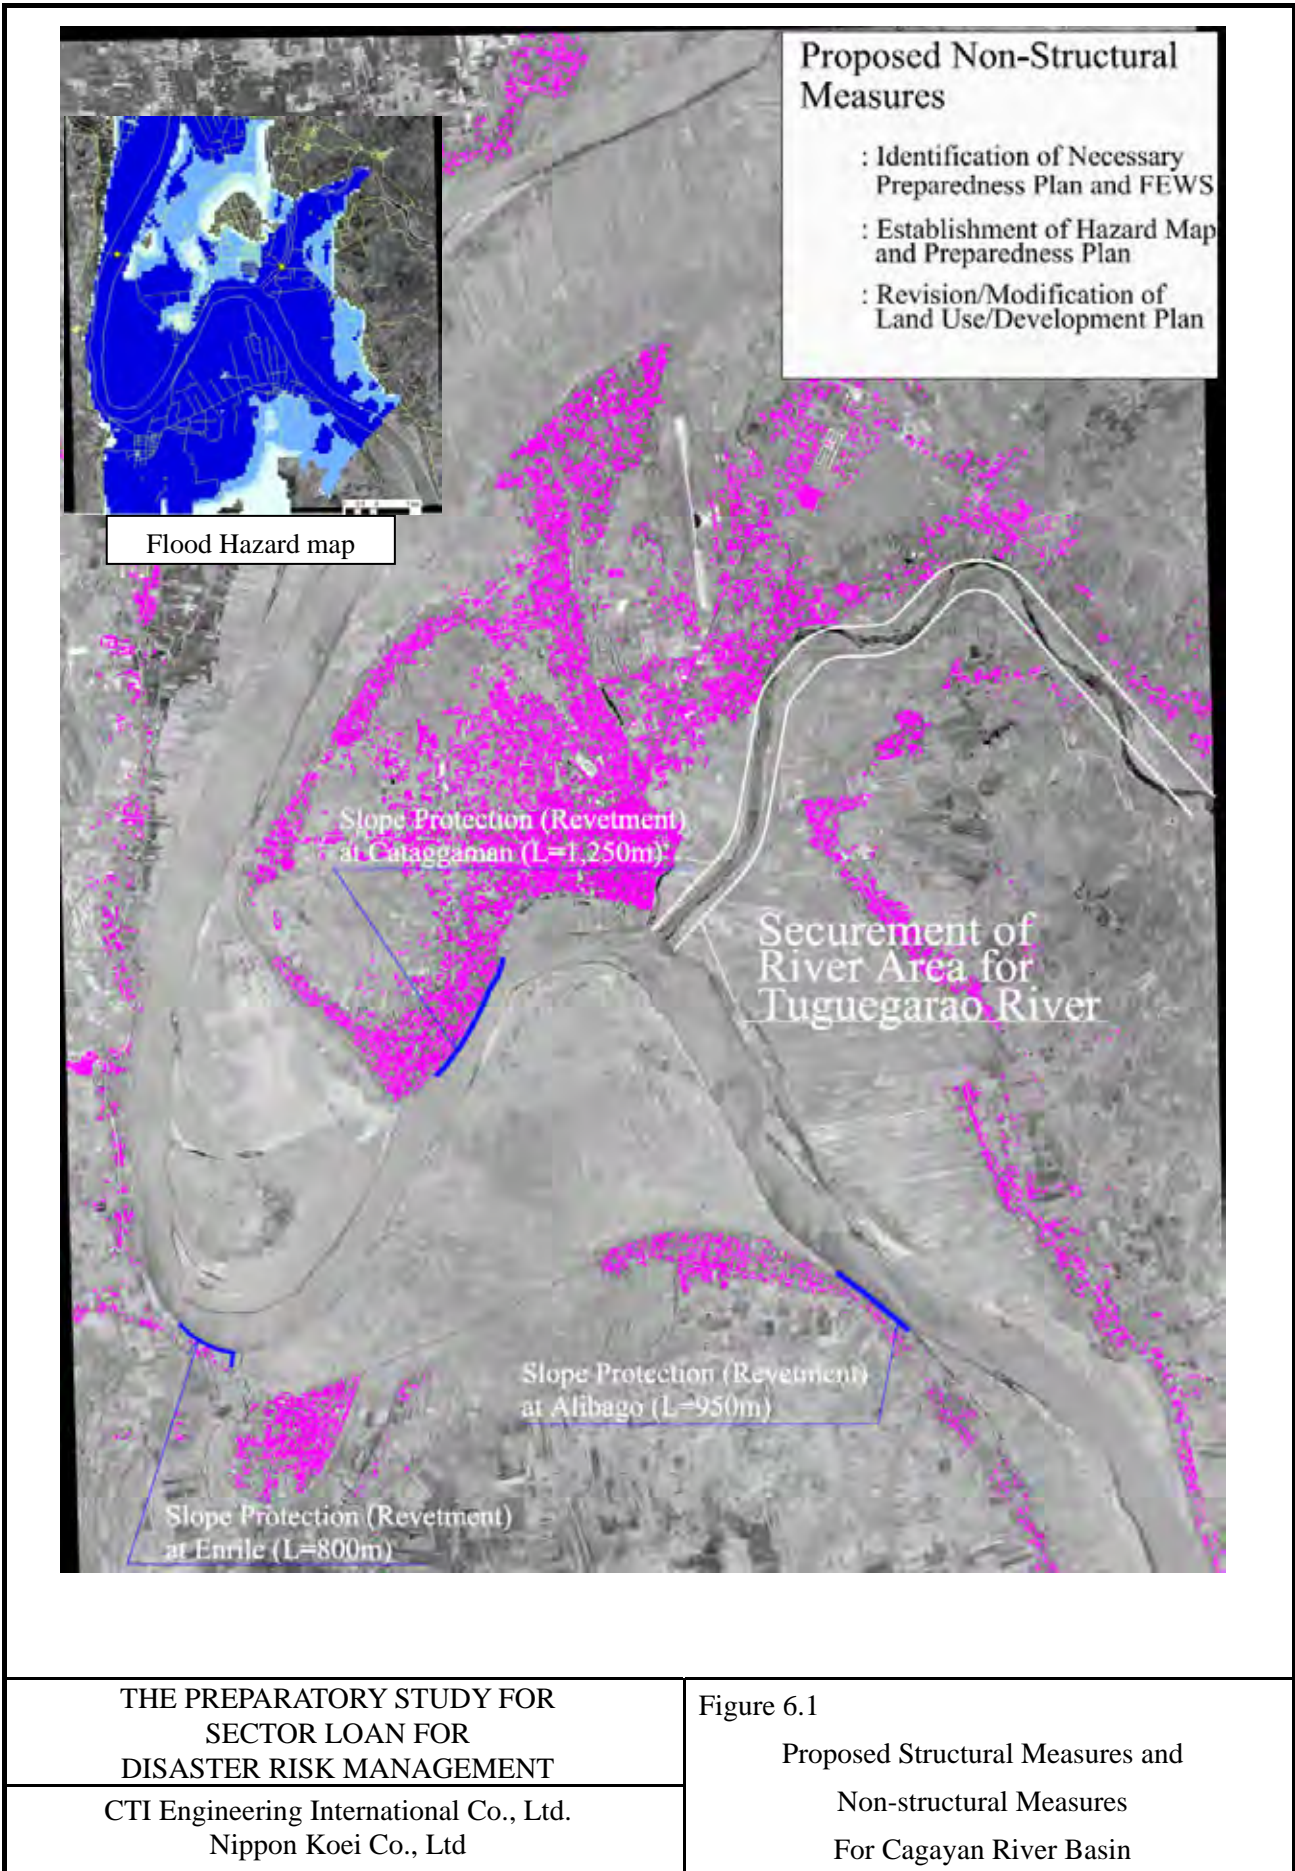 Proposed Non-Structural
Measures
: Identification of Necessary
Preparedness Plan and FEWS
: Establishment of Hazard Map
and Preparedness Plan
: Revision/Modification of
Land Use/Development Plan
Flood Hazard map
Slope Protection (Revetment)
at Cataggaman (L=1,250m)
Securement of
River Area for
Tuguegarao River
Slope Protection (Revetment)
at Alibago (L=950m)
Slope Protection (Revetment)
at Enrile (L=800m)
THE PREPARATORY STUDY FOR
SECTOR LOAN FOR
DISASTER RISK MANAGEMENT
CTI Engineering International Co., Ltd.
Nippon Koei Co., Ltd
Figure 6.1
Proposed Structural Measures and
Non-structural Measures
For Cagayan River Basin